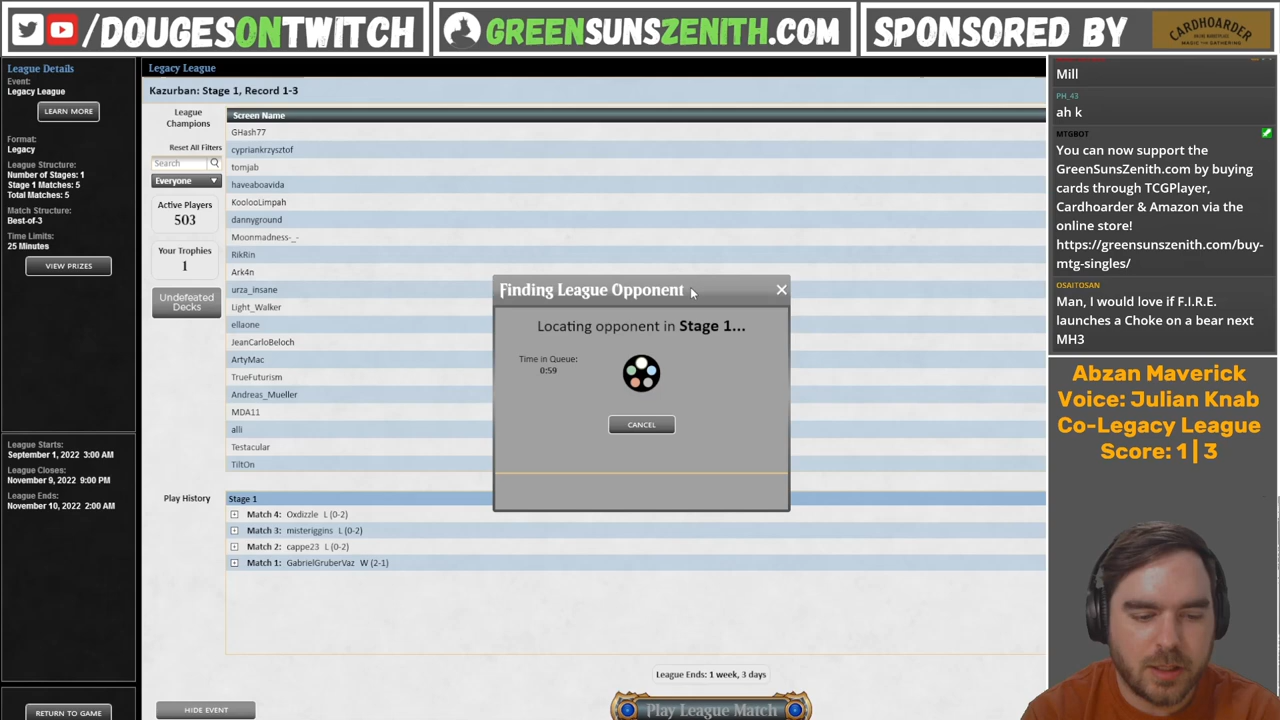 /DOUGESONTWITCH
GREENSUNSZENITH.COM
SPONSORED BY
CARDHOARDER
MAGIC THE GATHERING
League Details
Event:
Legacy League
LEARN MORE
Format:
Legacy
League Structure:
Number of Stages: 1
Stage 1 Matches: 5
Total Matches: 5
Match Structure:
Best-of-3
Time Limits:
25 Minutes
VIEW PRIZES
League Starts:
September 1, 2022 3:00 AM
League Closes:
November 9, 2022 9:00 PM
League Ends:
November 10, 2022 2:00 AM
RETURN TO GAME
Legacy League
Kazurban: Stage 1, Record 1-3
League
Champions
Reset All Filters
Search
Everyone
Active Players
503
Your Trophies
1
Undefeated
Decks
Screen Name
GHash77
cypriankrzysztof
tomjab
haveaboavida
KoolooLimpah
dannyground
Moonmadness-_-
RikRin
Ark4n
urza_insane
Light_Walker
ellaone
JeanCarloBeloch
ArtyMac
TrueFuturism
Andreas_Mueller
MDA11
alli
Testacular
TiltOn
Finding League Opponent
Locating opponent in Stage 1...
Time in Queue:
0:59
CANCEL
Play History
Stage 1
Match 4: Oxdizzle L (0-2)
Match 3: misteriggins L (0-2)
Match 2: cappe23 L (0-2)
Match 1: GabrielGruberVaz W (2-1)
League Ends: 1 week, 3 days
HIDE EVENT
Play League Match
Mill
PH_43
ah k
MTGBOT
You can now support the
GreenSunsZenith.com by buying
cards through TCGPlayer,
Cardhoarder & Amazon via the
online store!
https://greensunszenith.com/buy-
mtg-singles/
OSAITOSAN
Man, I would love if F.I.R.E.
launches a Choke on a bear next
MH3
Abzan Maverick
Voice: Julian Knab
Co-Legacy League
Score: 1 | 3